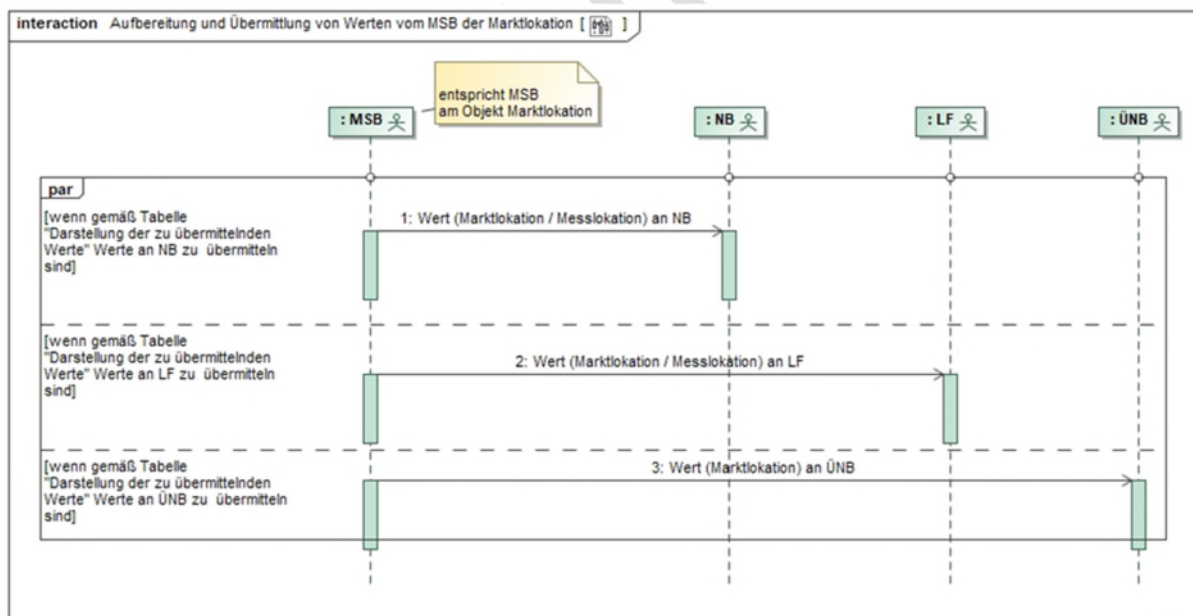 interaction Aufbereitung und Übermittlung von Werten vom MSB der Marktlokation [ ]
entspricht MSB
am Objekt Marktlokation
: MSB
: NB
: LF
: ÜNB
par
[wenn gemäß Tabelle
"Darstellung der zu übermittelnden
Werte" Werte an NB zu übermitteln
sind]
1: Wert (Marktlokation / Messlokation) an NB
[wenn gemäß Tabelle
"Darstellung der zu übermittelnden
Werte" Werte an LF zu übermitteln
sind]
2: Wert (Marktlokation / Messlokation) an LF
[wenn gemäß Tabelle
"Darstellung der zu übermittelnden
Werte" Werte an ÜNB zu übermitteln
sind]
3: Wert (Marktlokation) an ÜNB